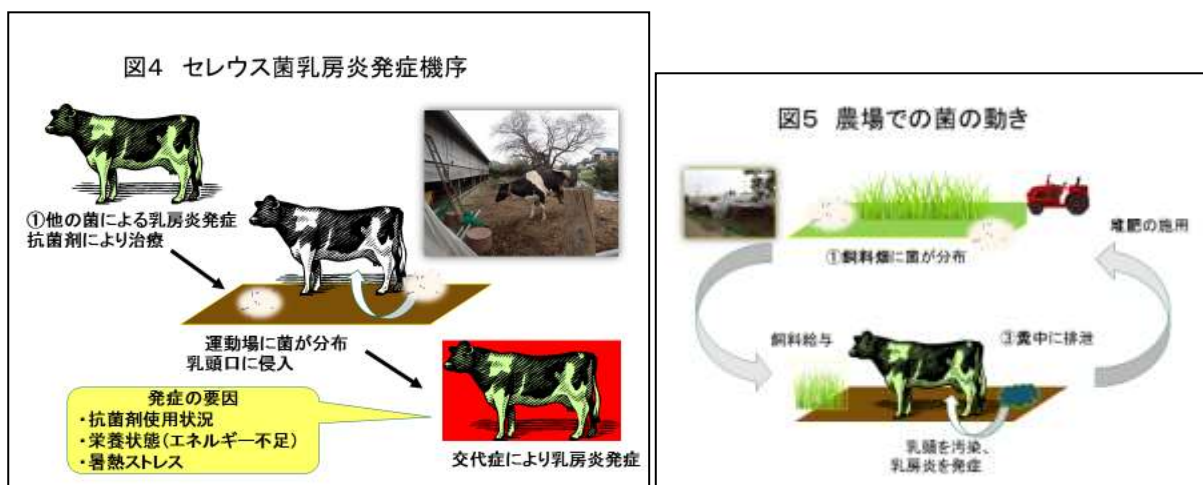 図4 セレウス菌乳房炎発症機序
①他の菌による乳房炎発症
抗菌剤により治療
運動場に菌が分布
乳頭口に侵入
発症の要因
・抗菌剤使用状況
・栄養状態(エネルギー不足)
・暑熱ストレス
交代症により乳房炎発症
図5 農場での菌の動き
堆肥の施用
①飼料畑に菌が分布
飼料給与
③糞中に排泄
乳頭を汚染、
乳房炎を発症